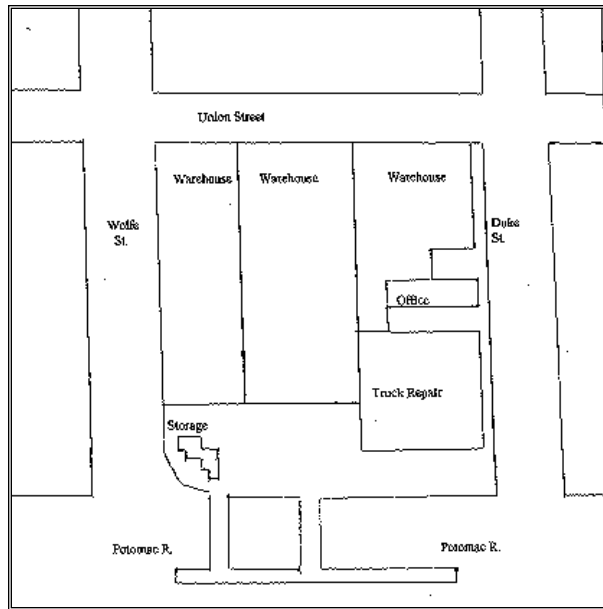 Union Street
Warehouse Warehouse Warehouse
Wolfe
St.
Duke
St.
Office
Truck Repair
Storage
Potomac R. Potomac R.